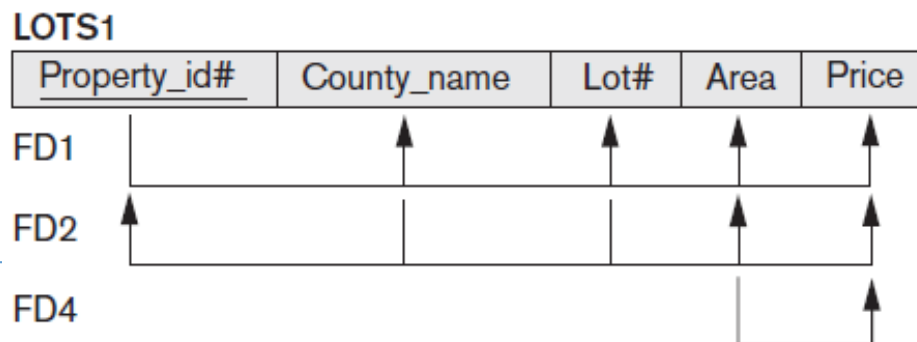 LOTS1
Property_id# County_name Lot# Area Price
FD1
FD2
FD4